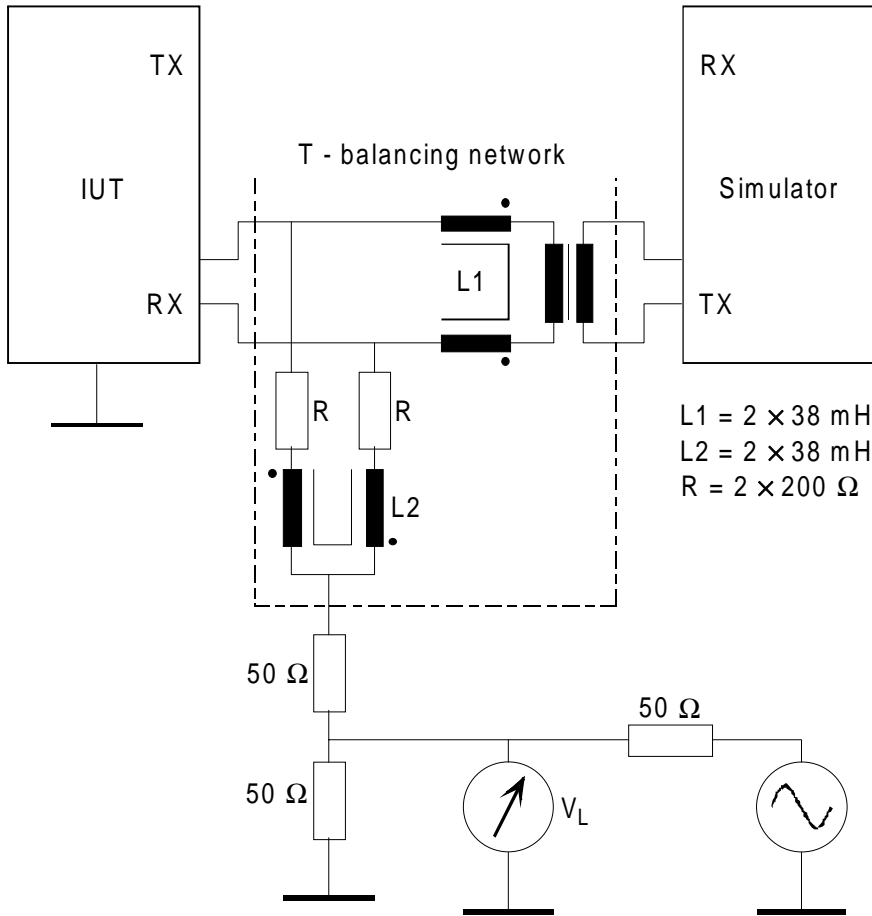 TX
RX
T - balancing network
IUT
Simulator
L1
RX
TX
R
R
L1 = 2 × 38 mH
L2 = 2 × 38 mH
R = 2 × 200 Ω
L2
50 Ω
50 Ω
50 Ω
VL